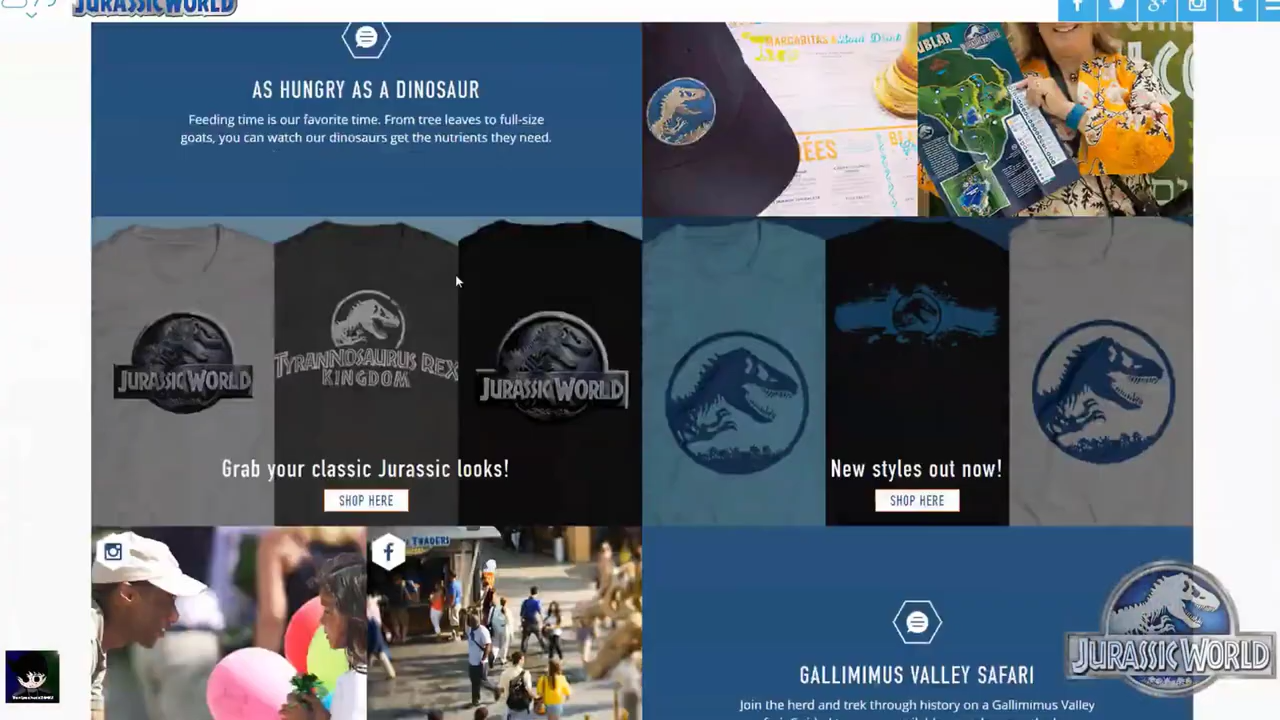 JURASSIC WORLD
AS HUNGRY AS A DINOSAUR
Feeding time is our favorite time. From tree leaves to full-size
goats, you can watch our dinosaurs get the nutrients they need.
JURASSIC WORLD
TYRANNOSAURUS REX
KINGDOM
JURASSIC WORLD
Grab your classic Jurassic looks!
SHOP HERE
New styles out now!
SHOP HERE
TRADERS
GALLIMIMUS VALLEY SAFARI
Join the herd and trek through history on a Gallimimus Valley
JURASSIC WORLD